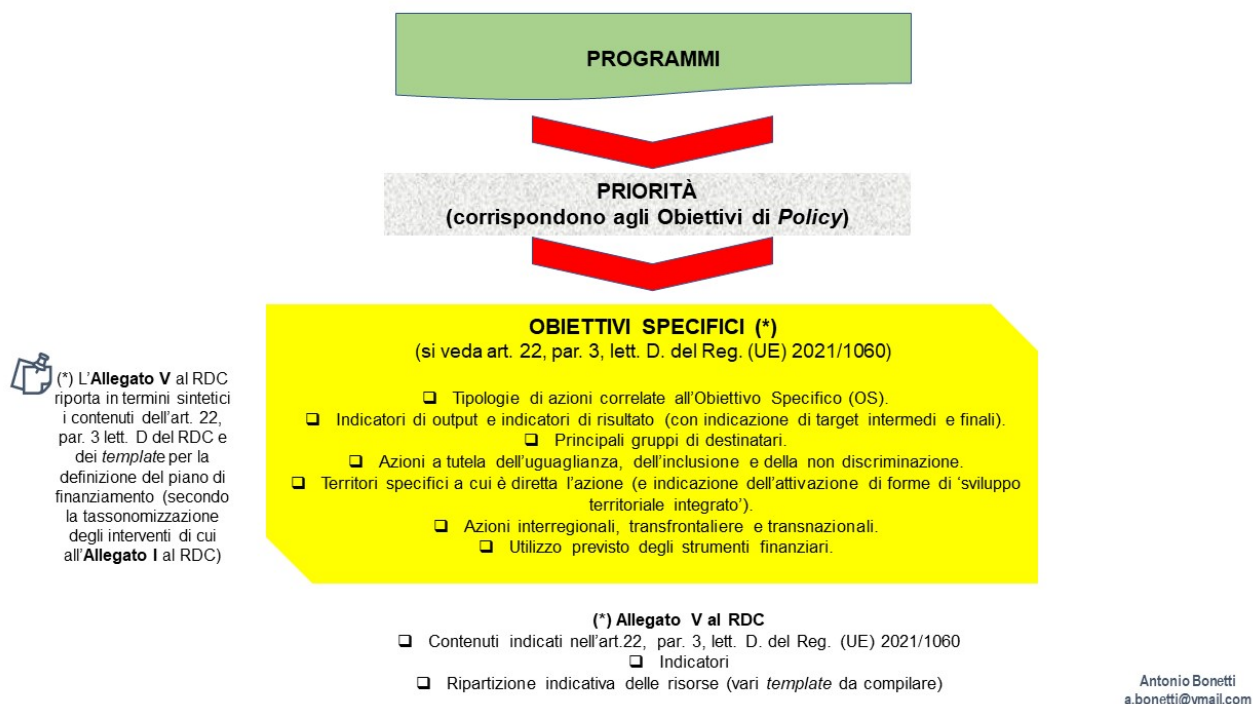 PROGRAMMI
PRIORITÀ
(corrispondono agli Obiettivi di Policy)
OBIETTIVI SPECIFICI (*)
(si veda art. 22, par. 3, lett. D. del Reg. (UE) 2021/1060)
❑ Tipologie di azioni correlate all'Obiettivo Specifico (OS).
❑ Indicatori di output e indicatori di risultato (con indicazione di target intermedi e finali).
❑ Principali gruppi di destinatari.
❑ Azioni a tutela dell'uguaglianza, dell'inclusione e della non discriminazione.
❑ Territori specifici a cui è diretta l'azione (e indicazione dell'attivazione di forme di 'sviluppo
territoriale integrato').
❑ Azioni interregionali, transfrontaliere e transnazionali.
❑ Utilizzo previsto degli strumenti finanziari.
(*) L'Allegato V al RDC
riporta in termini sintetici
i contenuti dell'art. 22,
par. 3 lett. D del RDC e
dei template per la
definizione del piano di
finanziamento (secondo
la tassonomizzazione
degli interventi di cui
all'Allegato I al RDC)
(*) Allegato V al RDC
❑ Contenuti indicati nell'art.22, par. 3, lett. D. del Reg. (UE) 2021/1060
❑ Indicatori
❑ Ripartizione indicativa delle risorse (vari template da compilare)
Antonio Bonetti
a.bonetti@ymail.com